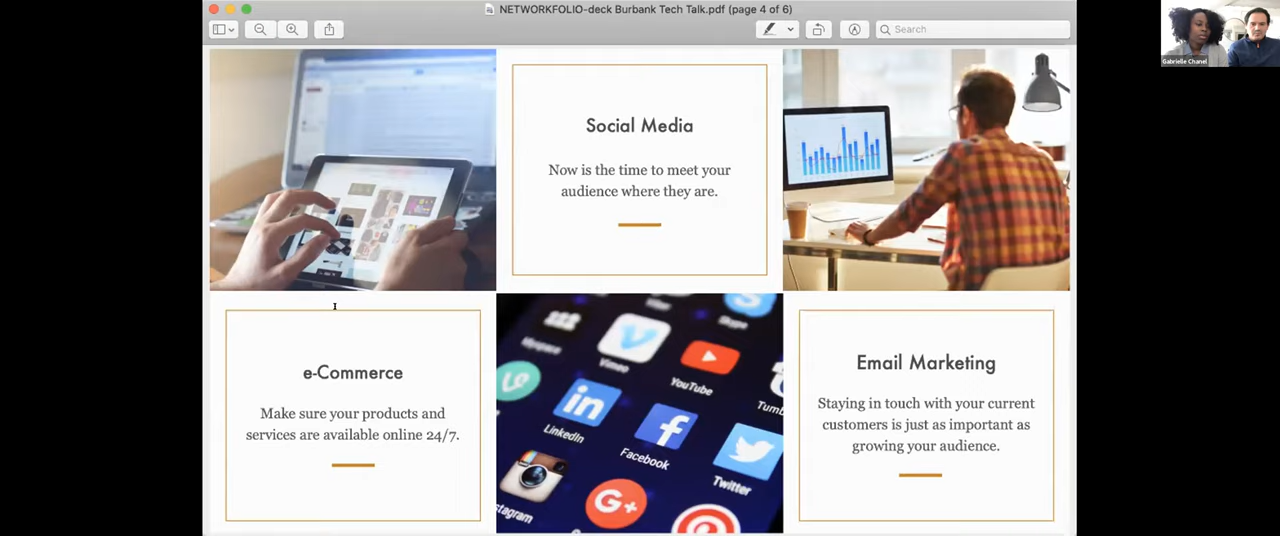 NETWORKFOLIO-deck Burbank Tech Talk.pdf (page 4 of 6)
Search
Gabrielle Chanel
Social Media
Now is the time to meet your
audience where they are.
e-Commerce
Make sure your products and
services are available online 24/7.
Viber
Skype
Myspace
Vimeo
YouTube
Tumb
LinkedIn
Facebook
Twitter
stagram
G+
Email Marketing
Staying in touch with your current
customers is just as important as
growing your audience.